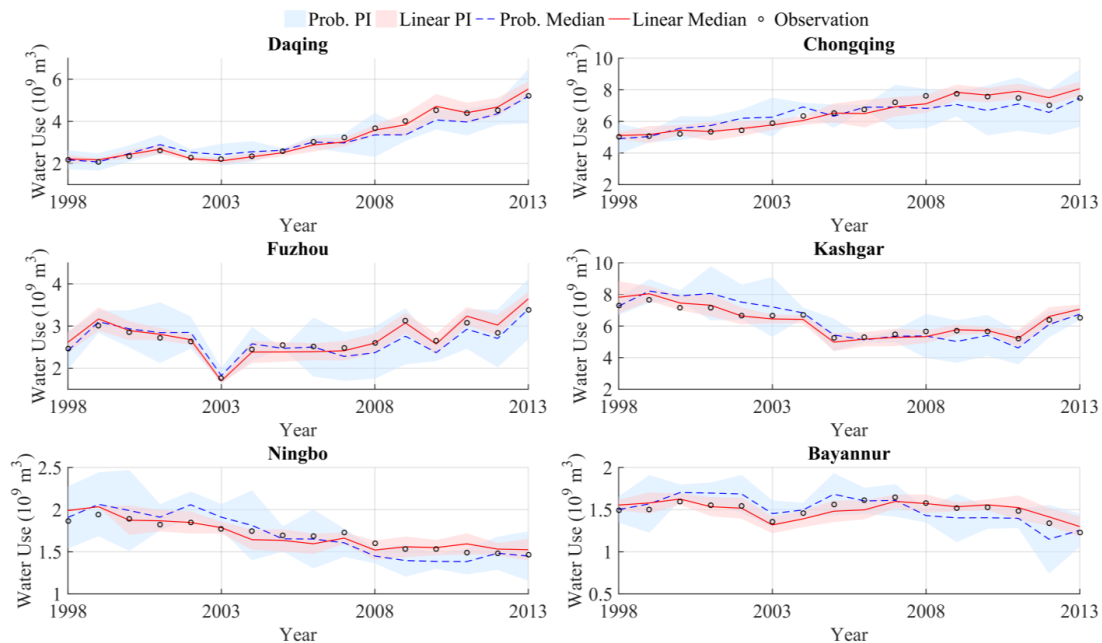 Prob. PI Linear PI Prob. Median Linear Median Observation
Daqing
Water Use (10⁹ m³)
6
4
2
1998 2003 2008 2013
Year
Chongqing
Water Use (10⁹ m³)
10
8
6
4
2
1998 2003 2008 2013
Year
Fuzhou
Water Use (10⁹ m³)
4
3
2
1998 2003 2008 2013
Year
Kashgar
Water Use (10⁹ m³)
10
8
6
4
2
1998 2003 2008 2013
Year
Ningbo
Water Use (10⁹ m³)
2.5
2
1.5
1
1998 2003 2008 2013
Year
Bayannur
Water Use (10⁹ m³)
2
1.5
1
0.5
1998 2003 2008 2013
Year